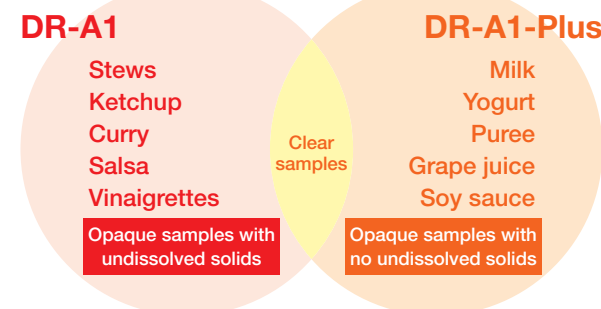 DR-A1
Stews
Ketchup
Curry
Salsa
Vinaigrettes
Opaque samples with
undissolved solids
Clear
samples
DR-A1-Plus
Milk
Yogurt
Puree
Grape juice
Soy sauce
Opaque samples with
no undissolved solids